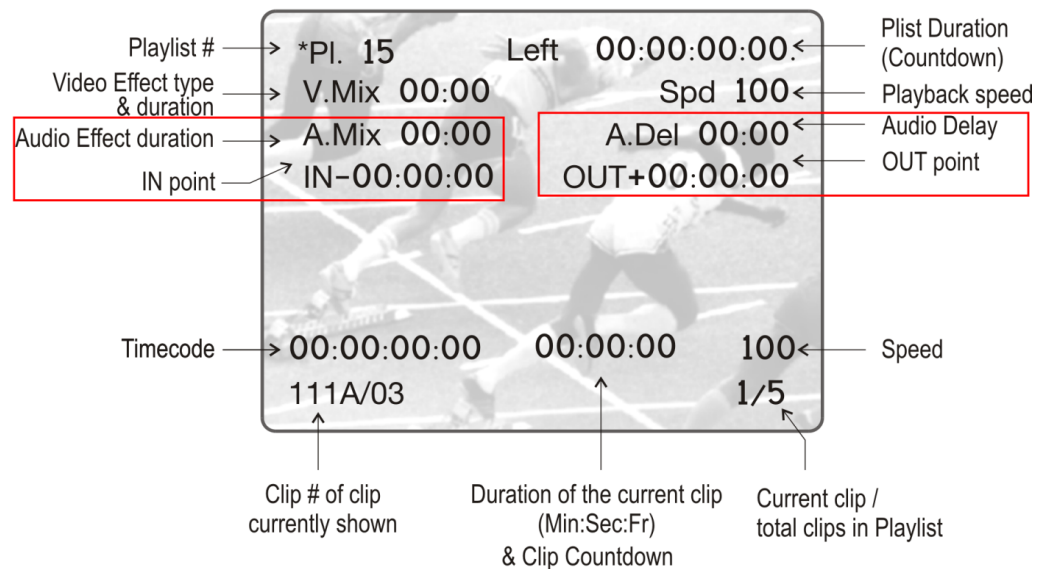 Playlist # *Pl. 15 Left 00:00:00:00. Plist Duration
(Countdown)
Video Effect type
& duration V.Mix 00:00 Spd 100 Playback speed
Audio Effect duration A.Mix 00:00 A.Del 00:00 Audio Delay
IN point IN-00:00:00 OUT+00:00:00 OUT point
Timecode 00:00:00:00 00:00:00 100 Speed
111A/03 1/5
Clip # of clip
currently shown
Duration of the current clip
(Min:Sec:Fr)
& Clip Countdown
Current clip /
total clips in Playlist